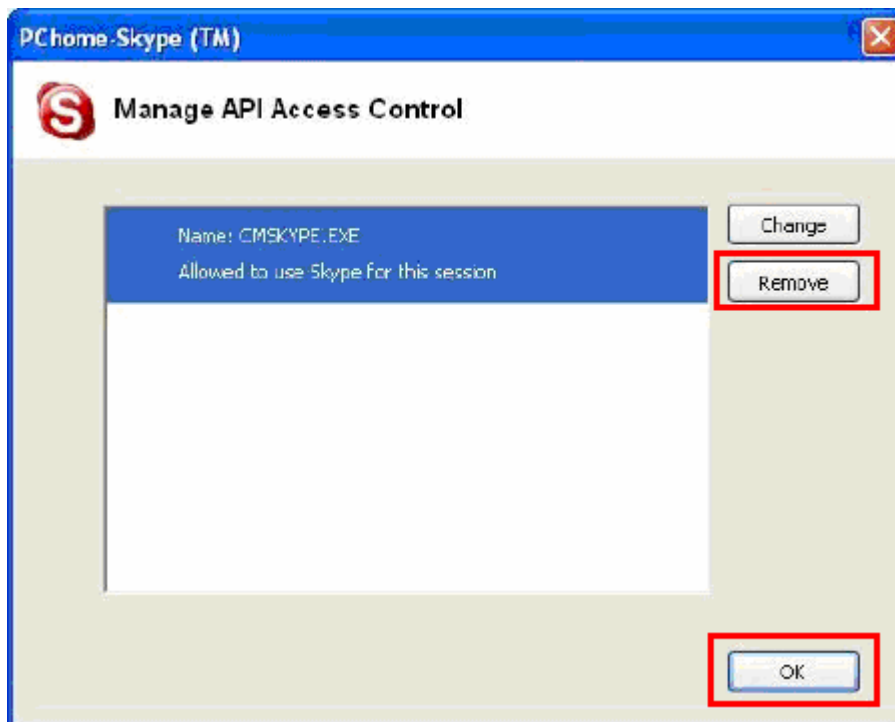 PChome-Skype (TM)
Manage API Access Control
Name: CMSKYPE.EXE
Allowed to use Skype for this session
Change
Remove
OK